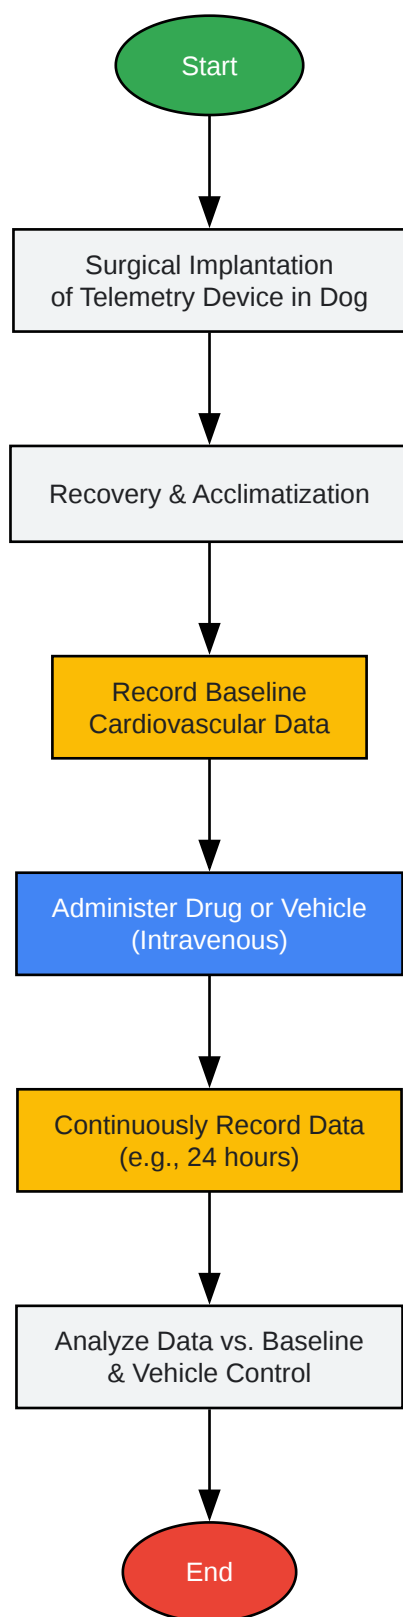 Start
Surgical Implantation
of Telemetry Device in Dog
Recovery & Acclimatization
Record Baseline
Cardiovascular Data
Administer Drug or Vehicle
(Intravenous)
Continuously Record Data
(e.g., 24 hours)
Analyze Data vs. Baseline
& Vehicle Control
End